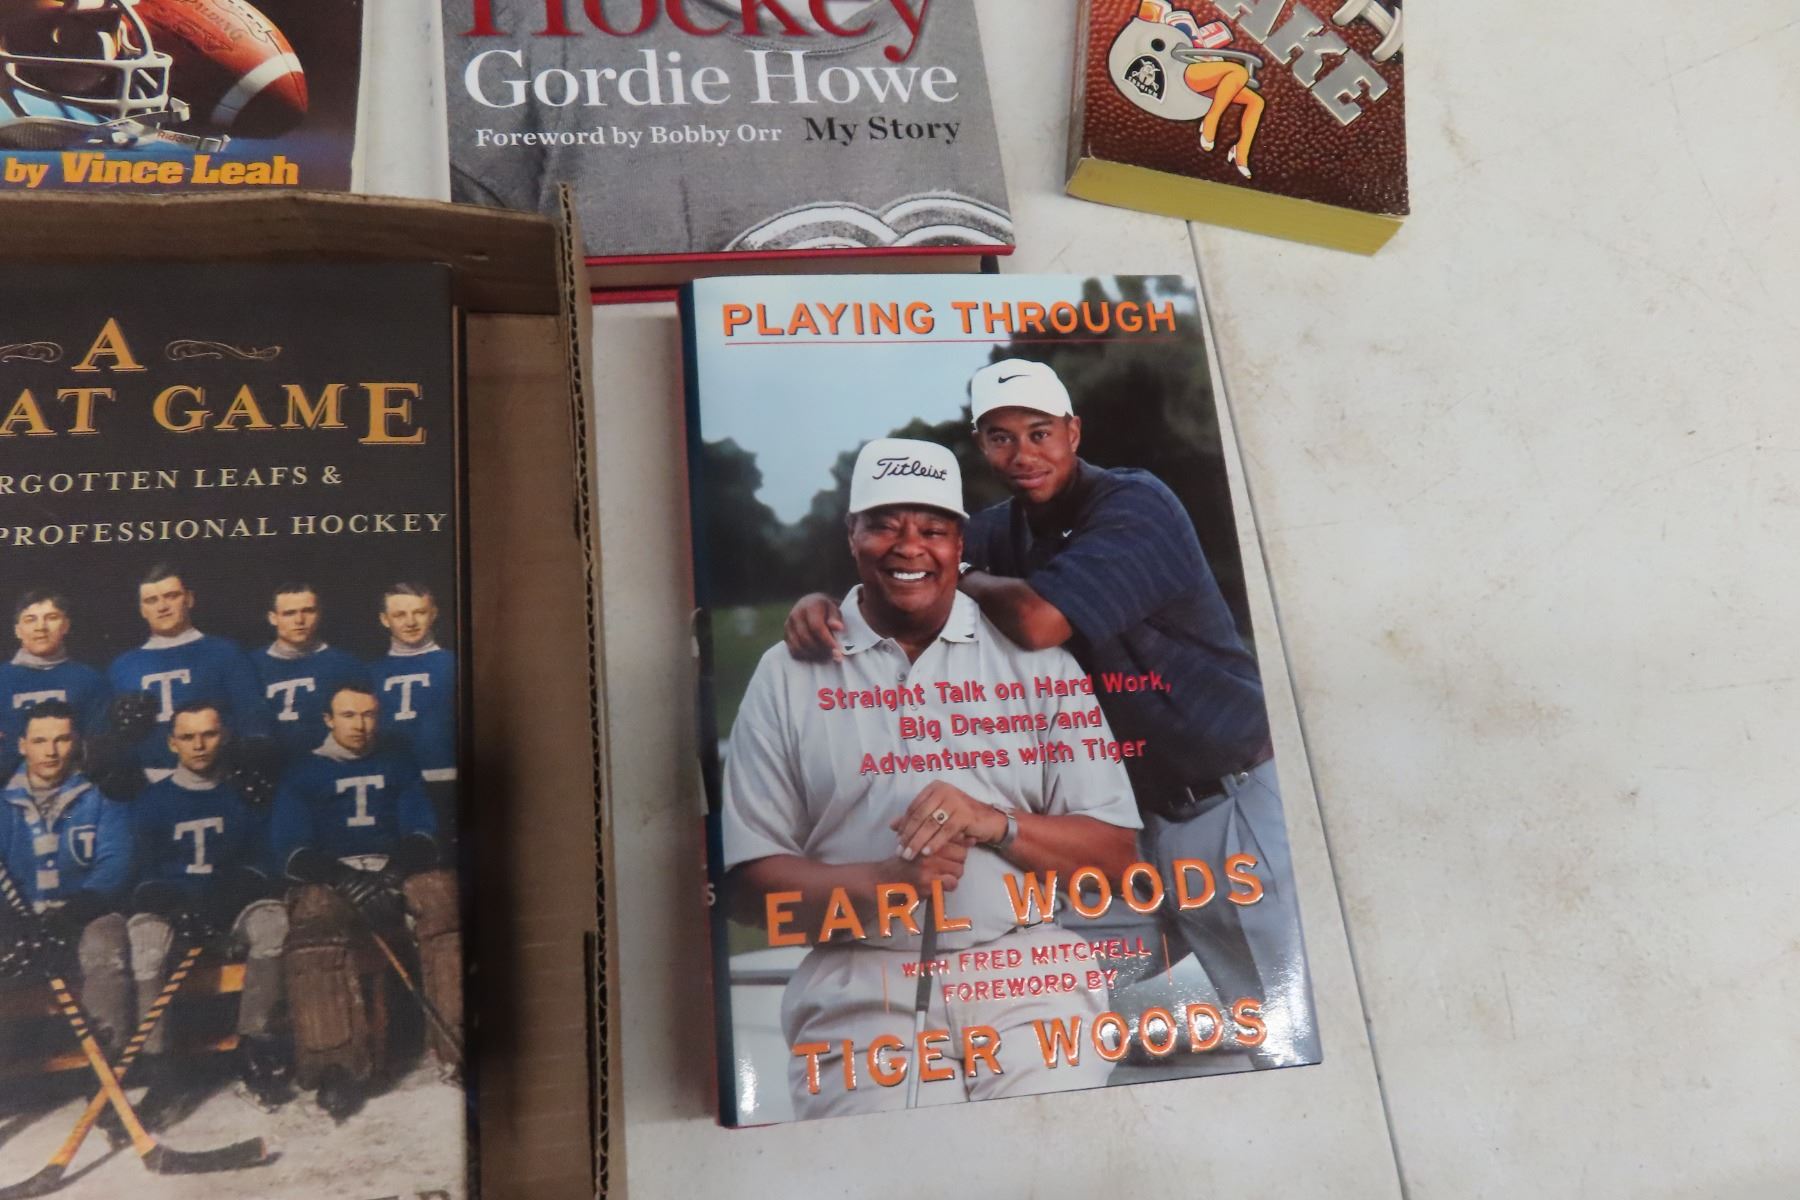 by Vince Leah
Riddell
Hockey
Gordie Howe
Foreword by Bobby Orr My Story
AKE
A
AT GAME
RGOTTEN LEAFS &
PROFESSIONAL HOCKEY
T
T
T
T
T
T
PLAYING THROUGH
Titleist
Straight Talk on Hard Work,
Big Dreams and
Adventures with Tiger
EARL WOODS
WITH FRED MITCHELL
FOREWORD BY
TIGER WOODS